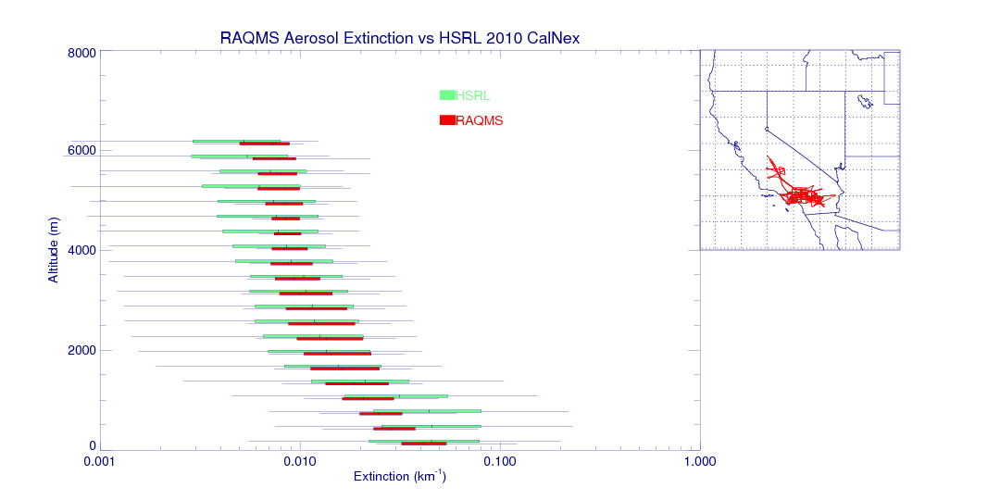 RAQMS Aerosol Extinction vs HSRL 2010 CalNex
8000
HSRL
RAQMS
6000
4000
Altitude (m)
2000
0
0.001 0.010 0.100 1.000
Extinction (km⁻¹)